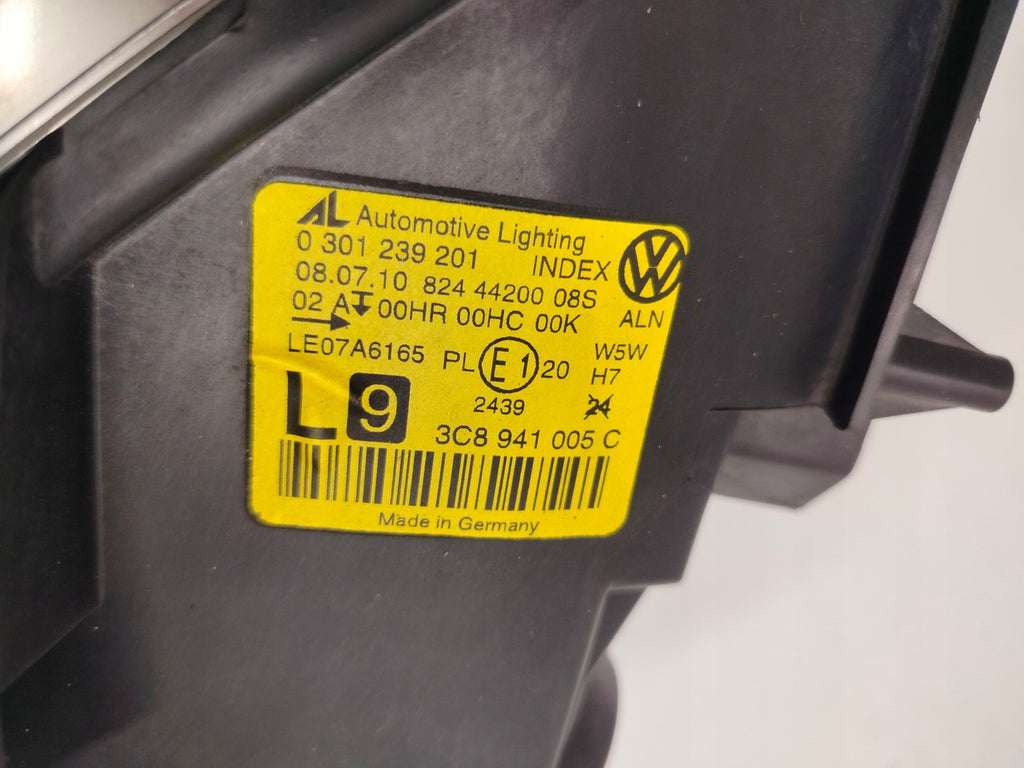 AL Automotive Lighting
0 301 239 201 INDEX
08.07.10 824 44200 08S
02 A 00HR 00HC 00K ALN
LE07A6165 PL E1 20 W5W
H7
L 9 2439 24
3C8 941 005 C
Made in Germany